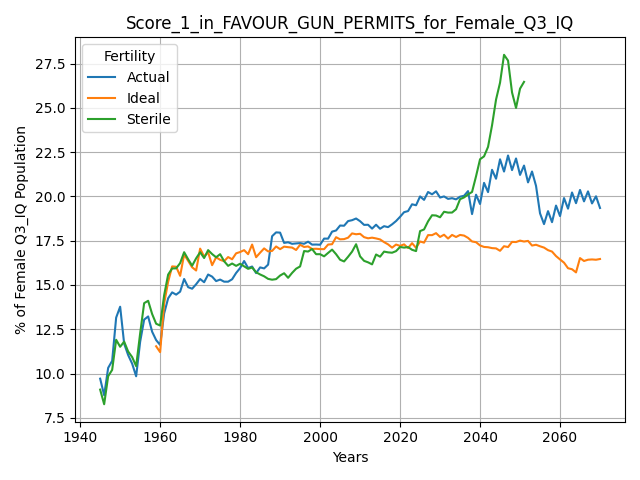 Score_1_in_FAVOUR_GUN_PERMITS_for_Female_Q3_IQ
Fertility
Actual
Ideal
Sterile
% of Female Q3_IQ Population
27.5
25.0
22.5
20.0
17.5
15.0
12.5
10.0
7.5
1940 1960 1980 2000 2020 2040 2060
Years